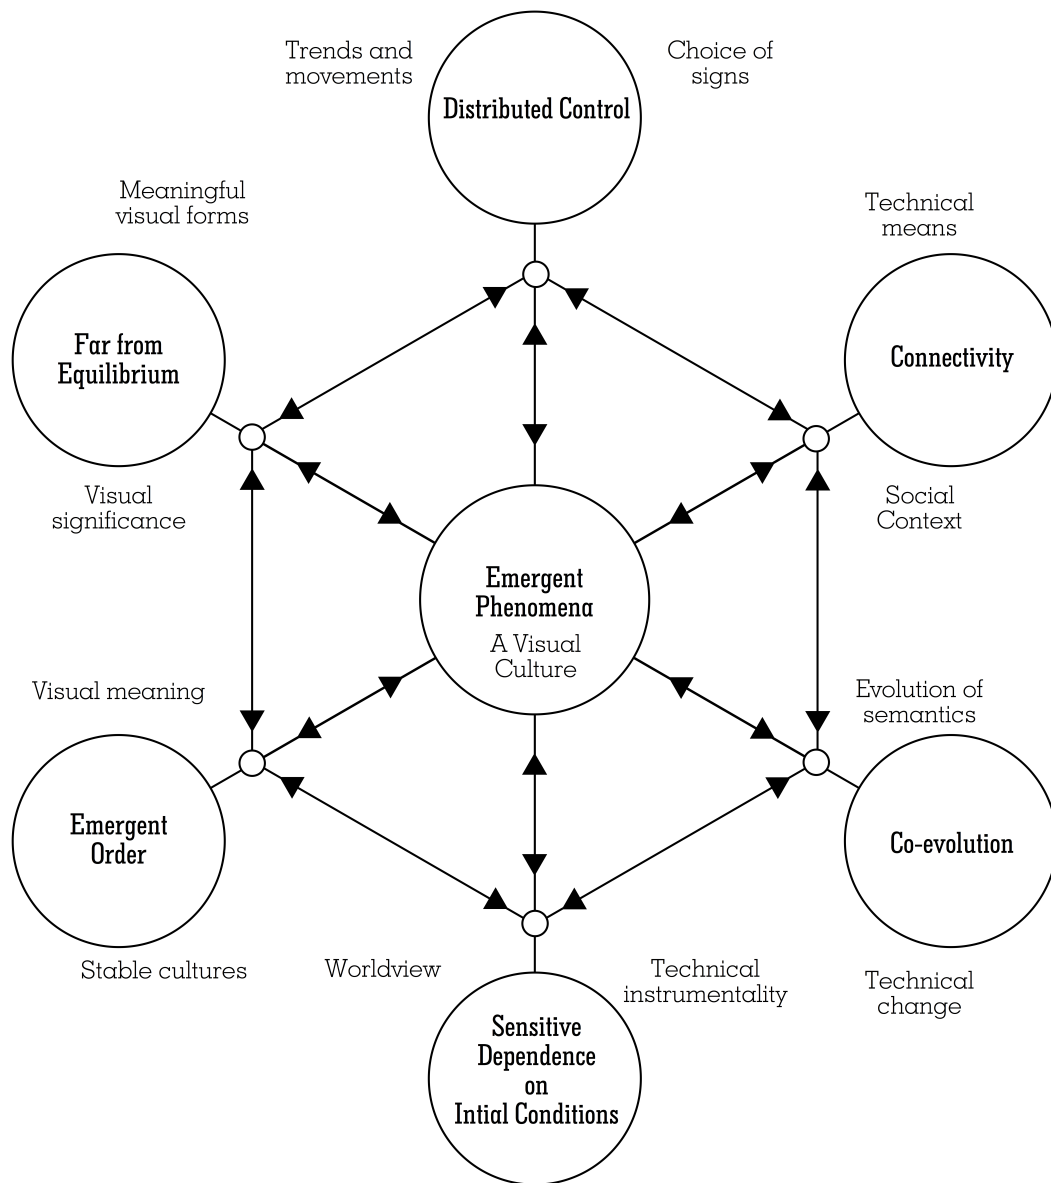 Trends and
movements
Choice of
signs
Distributed Control
Meaningful
visual forms
Technical
means
Far from
Equilibrium
Connectivity
Visual
significance
Social
Context
Emergent
Phenomena
A Visual
Culture
Visual meaning
Evolution of
semantics
Emergent
Order
Co-evolution
Stable cultures
Worldview
Technical
instrumentality
Technical
change
Sensitive
Dependence
on
Intial Conditions